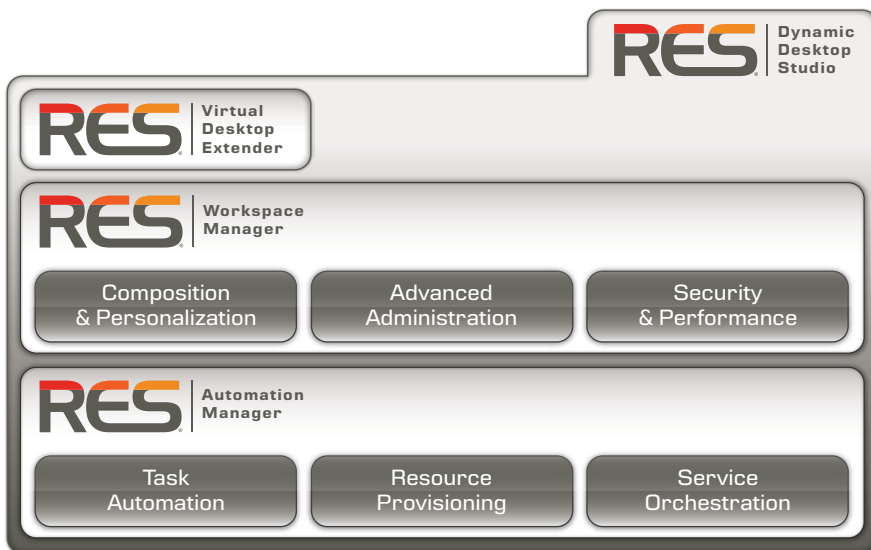 RES
Dynamic
Desktop
Studio
RES
Virtual
Desktop
Extender
RES
Workspace
Manager
Composition
& Personalization
Advanced
Administration
Security
& Performance
RES
Automation
Manager
Task
Automation
Resource
Provisioning
Service
Orchestration